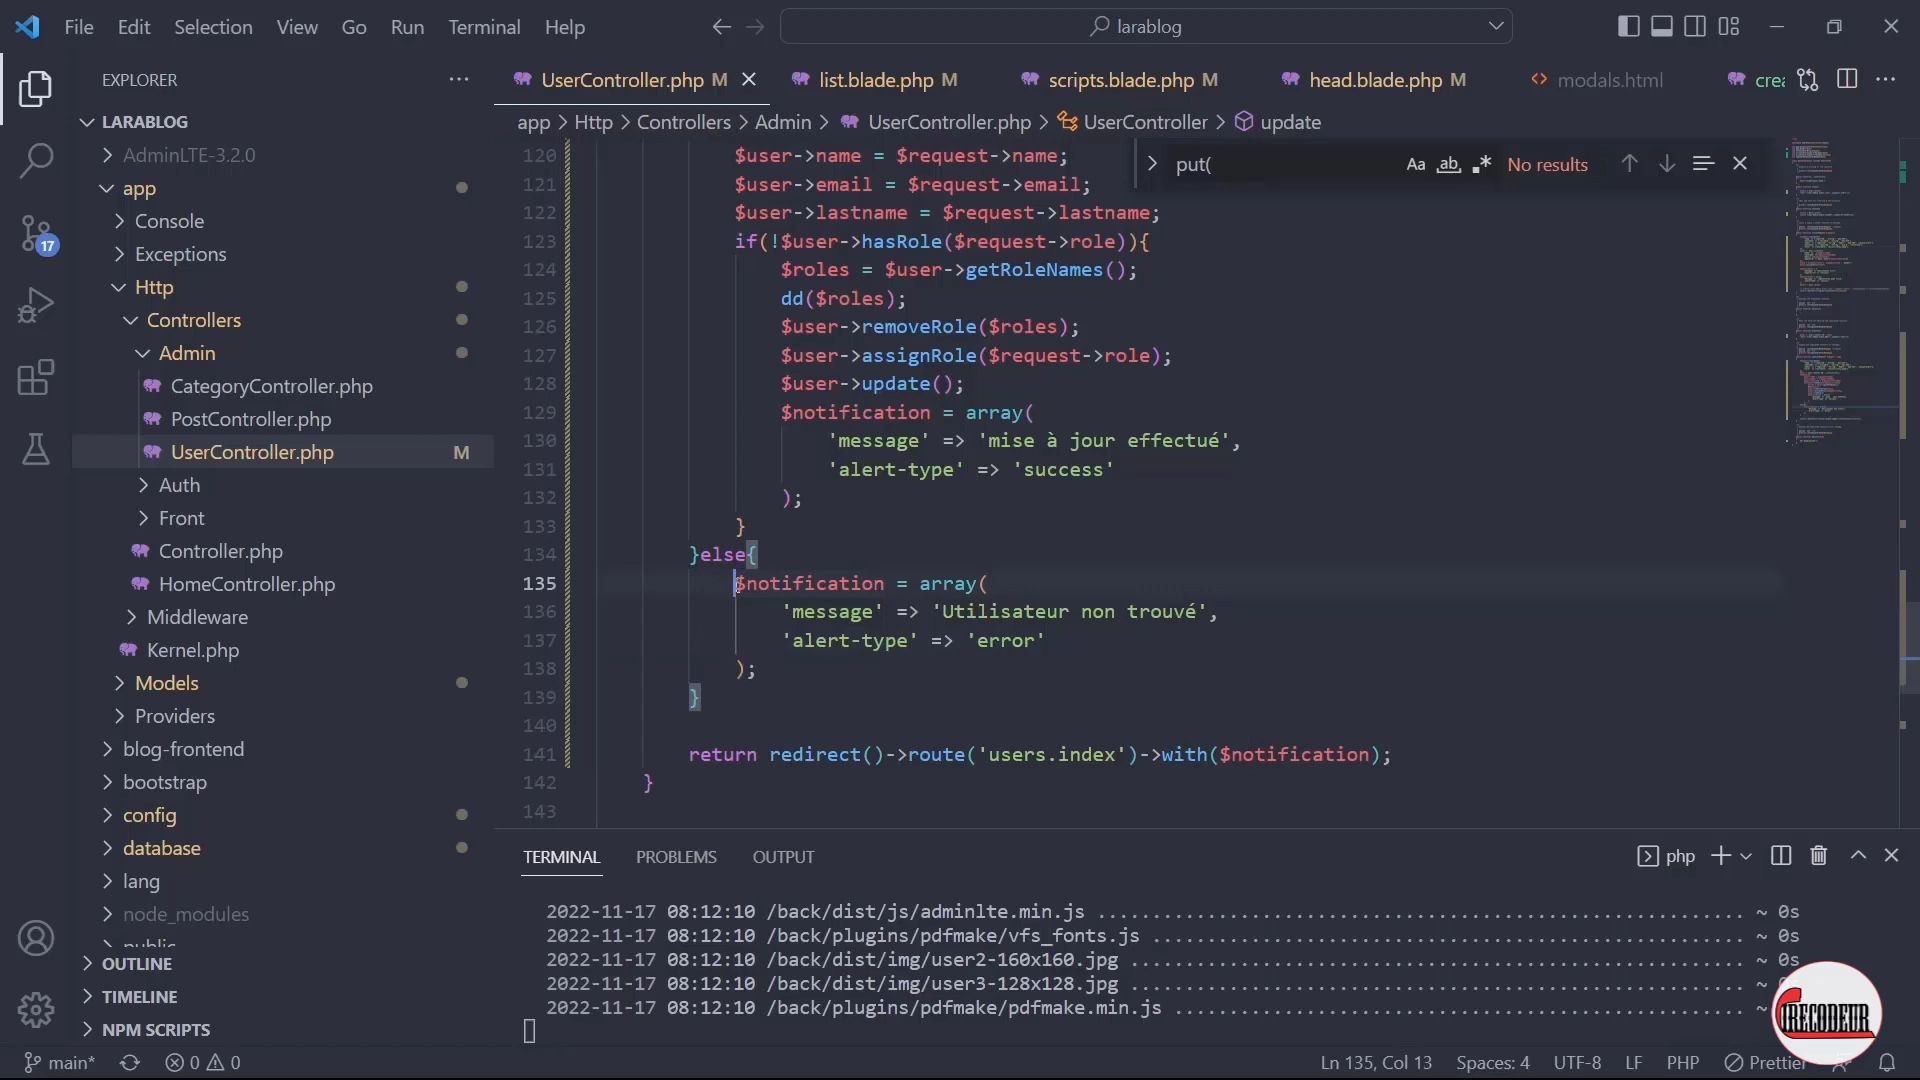 File Edit Selection View Go Run Terminal Help larablog
EXPLORER
LARABLOG
AdminLTE-3.2.0
app
Console
Exceptions
Http
Controllers
Admin
CategoryController.php
PostController.php
UserController.php M
Auth
Front
Controller.php
HomeController.php
Middleware
Kernel.php
Models
Providers
blog-frontend
bootstrap
config
database
lang
node_modules
public
OUTLINE
TIMELINE
NPM SCRIPTS
17
UserController.php M list.blade.php M scripts.blade.php M head.blade.php M modals.html crea
app > Http > Controllers > Admin > UserController.php > UserController > update
put( Aa ab .* No results
120 $user->name = $request->name;
121 $user->email = $request->email;
122 $user->lastname = $request->lastname;
123 if(!$user->hasRole($request->role)){
124 $roles = $user->getRoleNames();
125 dd($roles);
126 $user->removeRole($roles);
127 $user->assignRole($request->role);
128 $user->update();
129 $notification = array(
130 'message' => 'mise à jour effectué',
131 'alert-type' => 'success'
132 );
133 }
134 }else{
135 $notification = array(
136 'message' => 'Utilisateur non trouvé',
137 'alert-type' => 'error'
138 );
139 }
140
141 return redirect()->route('users.index')->with($notification);
142 }
143
TERMINAL PROBLEMS OUTPUT php
2022-11-17 08:12:10 /back/dist/js/adminlte.min.js ........................................................... ~ 0s
2022-11-17 08:12:10 /back/plugins/pdfmake/vfs_fonts.js ...................................................... ~ 0s
2022-11-17 08:12:10 /back/dist/img/user2-160x160.jpg ........................................................ ~ 0s
2022-11-17 08:12:10 /back/dist/img/user3-128x128.jpg ........................................................ ~
2022-11-17 08:12:10 /back/plugins/pdfmake/pdfmake.min.js .................................................... ~
main* 0 0 Ln 135, Col 13 Spaces: 4 UTF-8 LF PHP Prettier
IRECODEUR